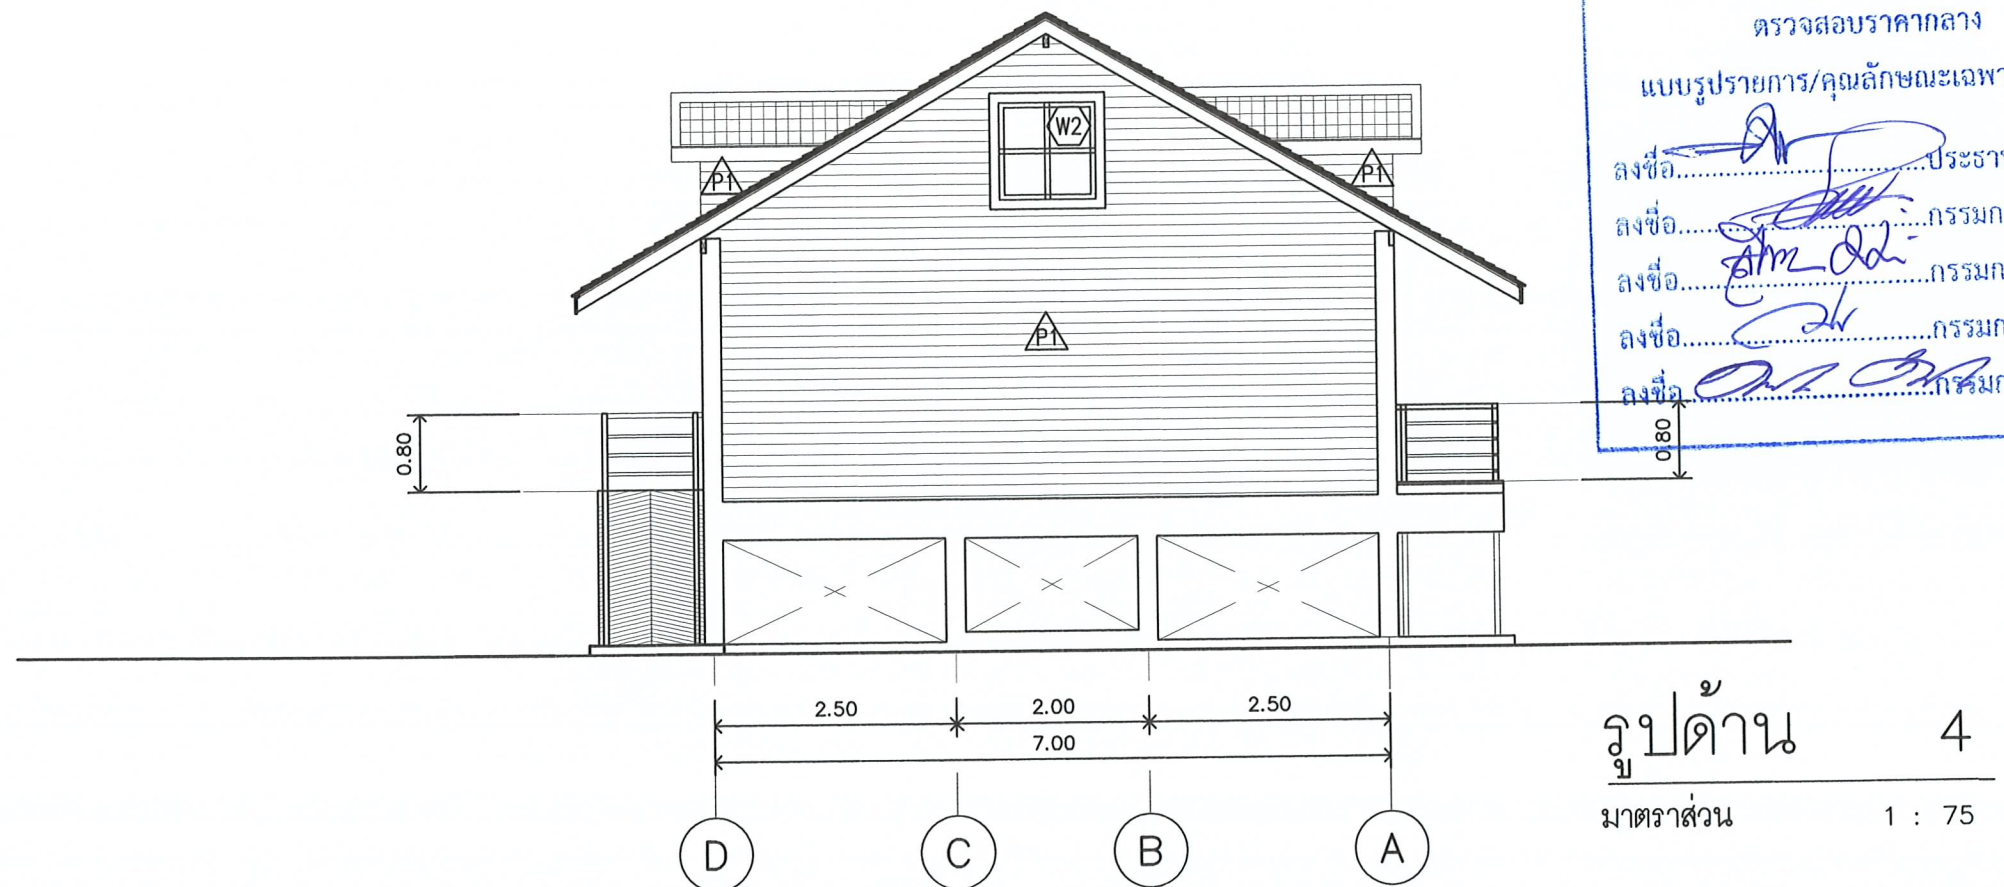 ตรวจสอบราคากลาง
แบบรูปรายการ/คุณลักษณะเฉพา
ลงชื่อ..............................ประธา
ลงชื่อ..............................กรรมก
ลงชื่อ..............................กรรมก
ลงชื่อ..............................กรรมก
ลงชื่อ..............................กรรมก
W2
P1
P1
P1
0.80
0.80
2.50 2.00 2.50
7.00
D C B A
รูปด้าน 4
มาตราส่วน 1 : 75